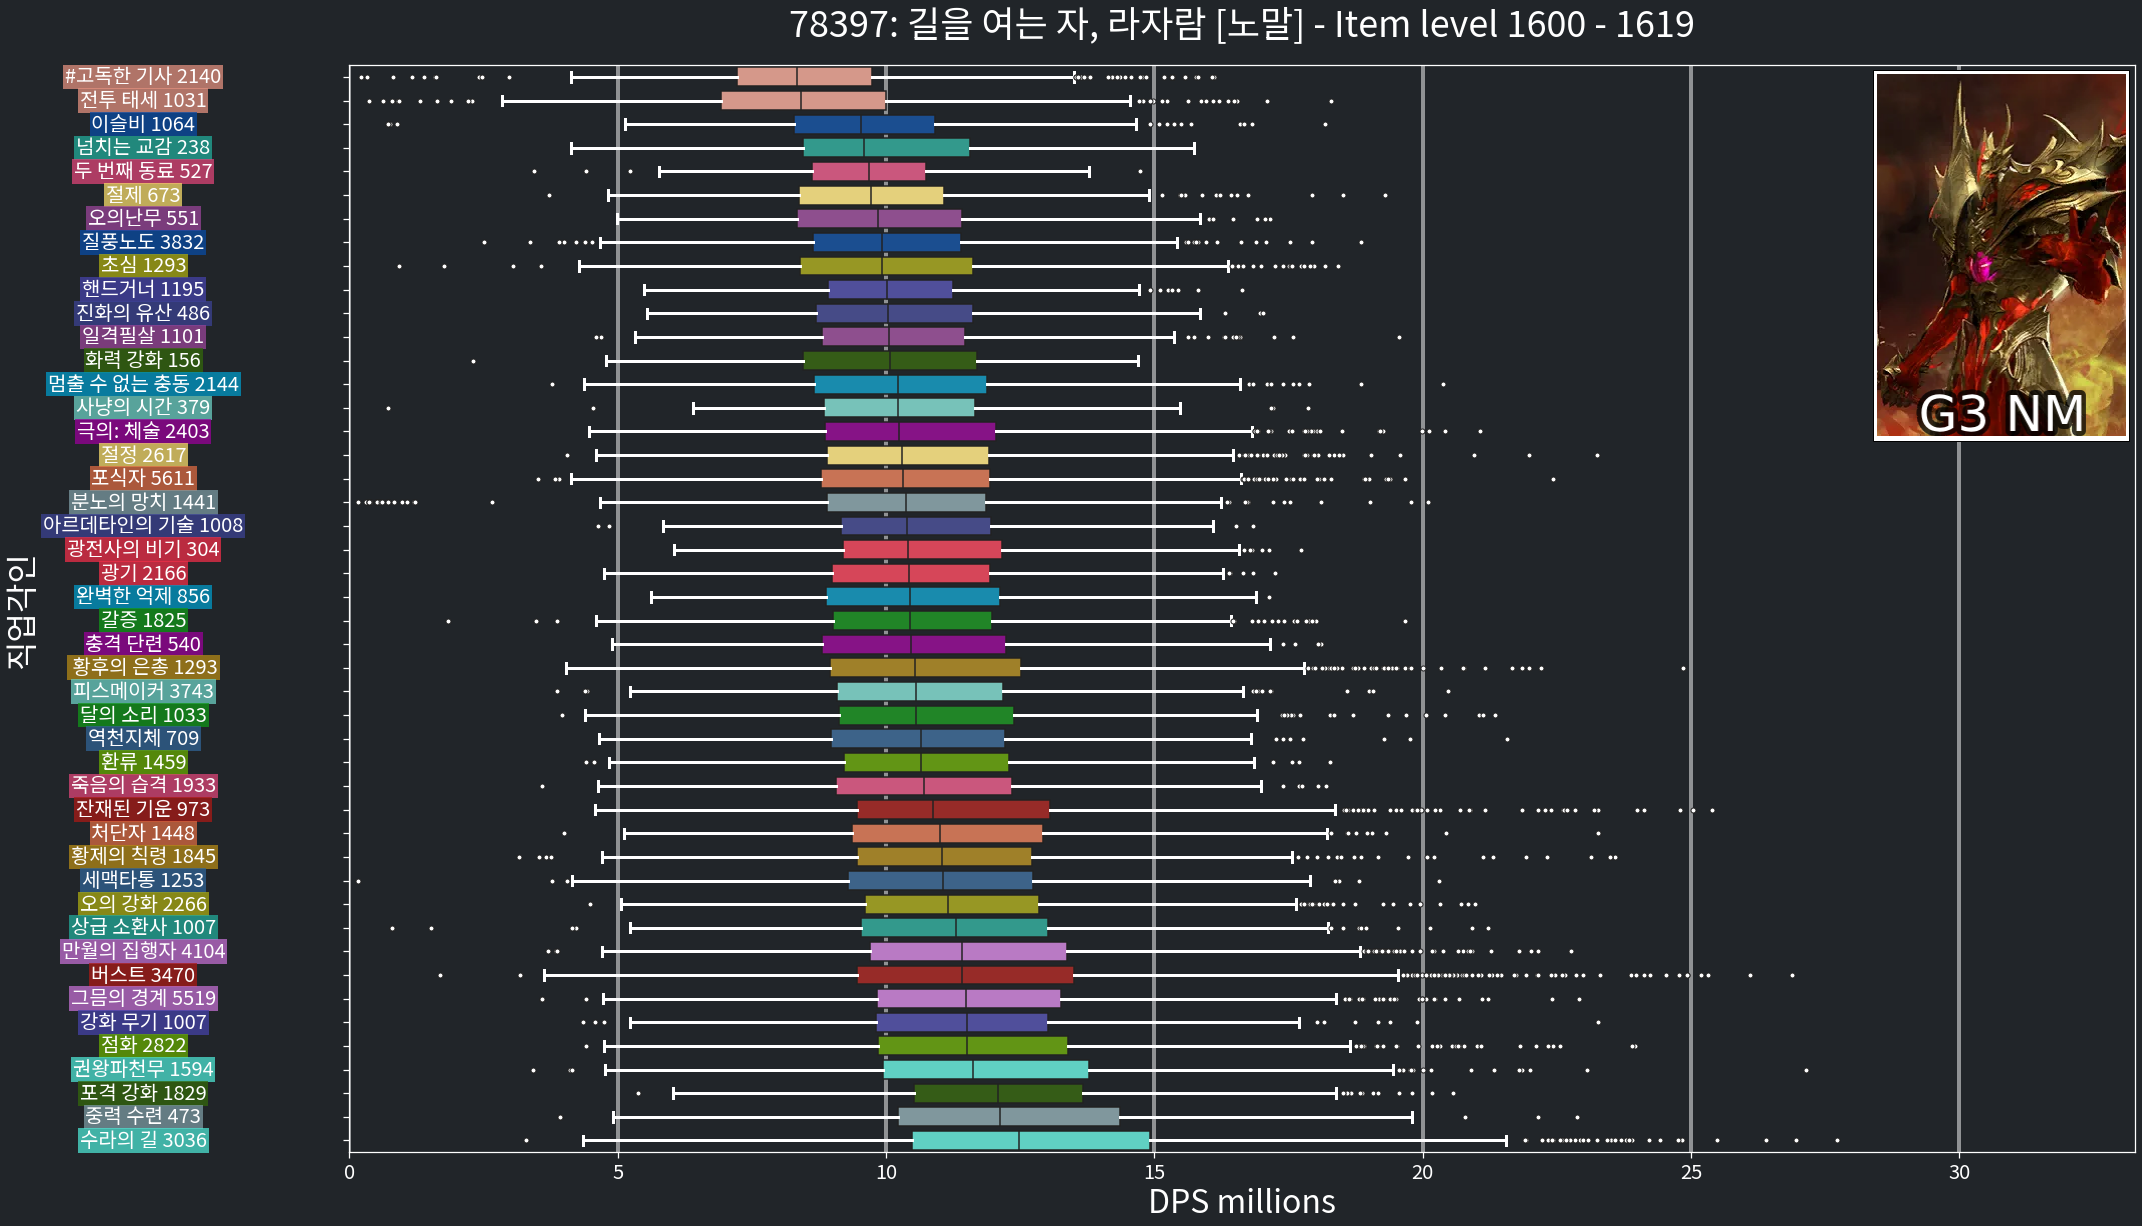 78397: 길을 여는 자, 라자람 [노말] - Item level 1600 - 1619
#고독한 기사 2140
전투 태세 1031
이슬비 1064
넘치는 교감 238
두 번째 동료 527
절제 673
오의난무 551
질풍노도 3832
초심 1293
핸드거너 1195
진화의 유산 486
일격필살 1101
화력 강화 156
멈출 수 없는 충동 2144
사냥의 시간 379
극의: 체술 2403
절정 2617
포식자 5611
분노의 망치 1441
아르데타인의 기술 1008
광전사의 비기 304
광기 2166
완벽한 억제 856
갈증 1825
충격 단련 540
황후의 은총 1293
피스메이커 3743
달의 소리 1033
역천지체 709
환류 1459
죽음의 습격 1933
잔재된 기운 973
처단자 1448
황제의 칙령 1845
세맥타통 1253
오의 강화 2266
상급 소환사 1007
만월의 집행자 4104
버스트 3470
그믐의 경계 5519
강화 무기 1007
점화 2822
권왕파천무 1594
포격 강화 1829
중력 수련 473
수라의 길 3036
직업각인
G3 NM
0 5 10 15 20 25 30
DPS millions